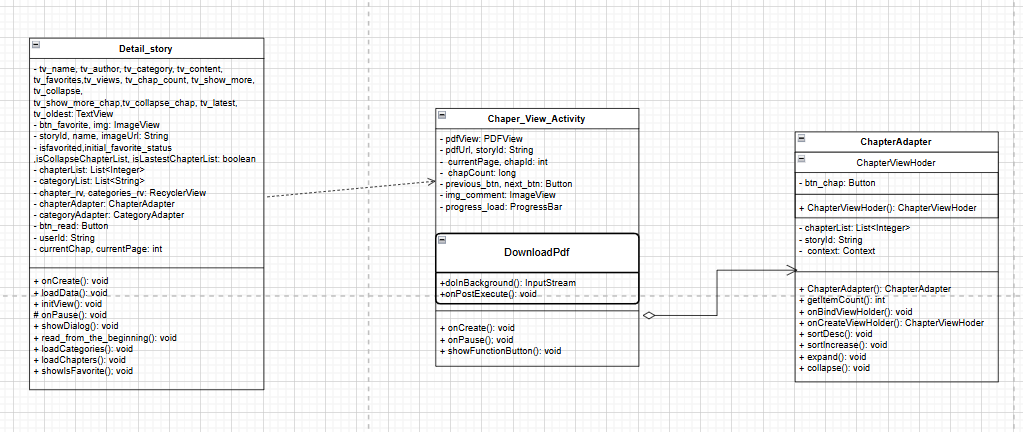 Detail_story
- tv_name, tv_author, tv_category, tv_content,
tv_favorites,tv_views, tv_chap_count, tv_show_more,
tv_collapse,
tv_show_more_chap,tv_collapse_chap, tv_latest,
tv_oldest: TextView
- btn_favorite, img: ImageView
- storyId, name, imageUrl: String
- isfavorited,initial_favorite_status
,isCollapseChapterList, isLastestChapterList: boolean
- chapterList: List<Integer>
- categoryList: List<String>
- chapter_rv, categories_rv: RecyclerView
- chapterAdapter: ChapterAdapter
- categoryAdapter: CategoryAdapter
- btn_read: Button
- userId: String
- currentChap, currentPage: int
+ onCreate(): void
+ loadData(): void
+ initView(): void
# onPause(): void
+ showDialog(): void
+ read_from_the_beginning(): void
+ loadCategories(): void
+ loadChapters(): void
+ showIsFavorite(); void
Chaper_View_Activity
- pdfView: PDFView
- pdfUrl, storyId: String
- currentPage, chapId: int
- chapCount: long
- previous_btn, next_btn: Button
- img_comment: ImageView
- progress_load: ProgressBar
DownloadPdf
+doInBackground(): InputStream
+onPostExecute(): void
+ onCreate(): void
+ onPause(); void
+ showFunctionButton(): void
ChapterAdapter
ChapterViewHoder
- btn_chap: Button
+ ChapterViewHoder(): ChapterViewHoder
- chapterList: List<Integer>
- storyId: String
- context: Context
+ ChapterAdapter(): ChapterAdapter
+ getItemCount(): int
+ onBindViewHolder(): void
+ onCreateViewHolder(): ChapterViewHoder
+ sortDesc(): void
+ sortIncrease(): void
+ expand(): void
+ collapse(): void